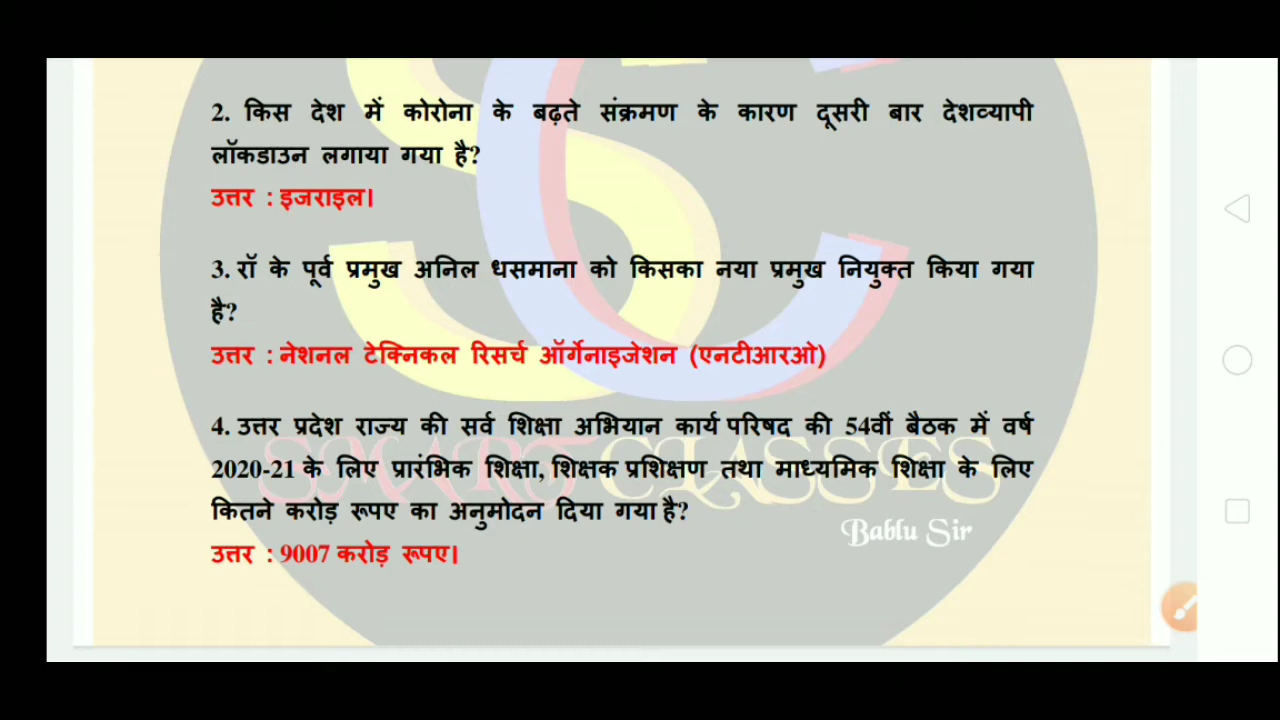 2. किस देश में कोरोना के बढ़ते संक्रमण के कारण दूसरी बार देशव्यापी
लॉकडाउन लगाया गया है?
उत्तर : इजराइल।
3. रॉ के पूर्व प्रमुख अनिल धसमाना को किसका नया प्रमुख नियुक्त किया गया
है?
उत्तर : नेशनल टेक्निकल रिसर्च ऑर्गेनाइजेशन (एनटीआरओ)
4. उत्तर प्रदेश राज्य की सर्व शिक्षा अभियान कार्य परिषद की 54वीं बैठक में वर्ष
2020-21 के लिए प्रारंभिक शिक्षा, शिक्षक प्रशिक्षण तथा माध्यमिक शिक्षा के लिए
कितने करोड़ रूपए का अनुमोदन दिया गया है?
SMART CLASSES
Bablu Sir
उत्तर : 9007 करोड़ रूपए।